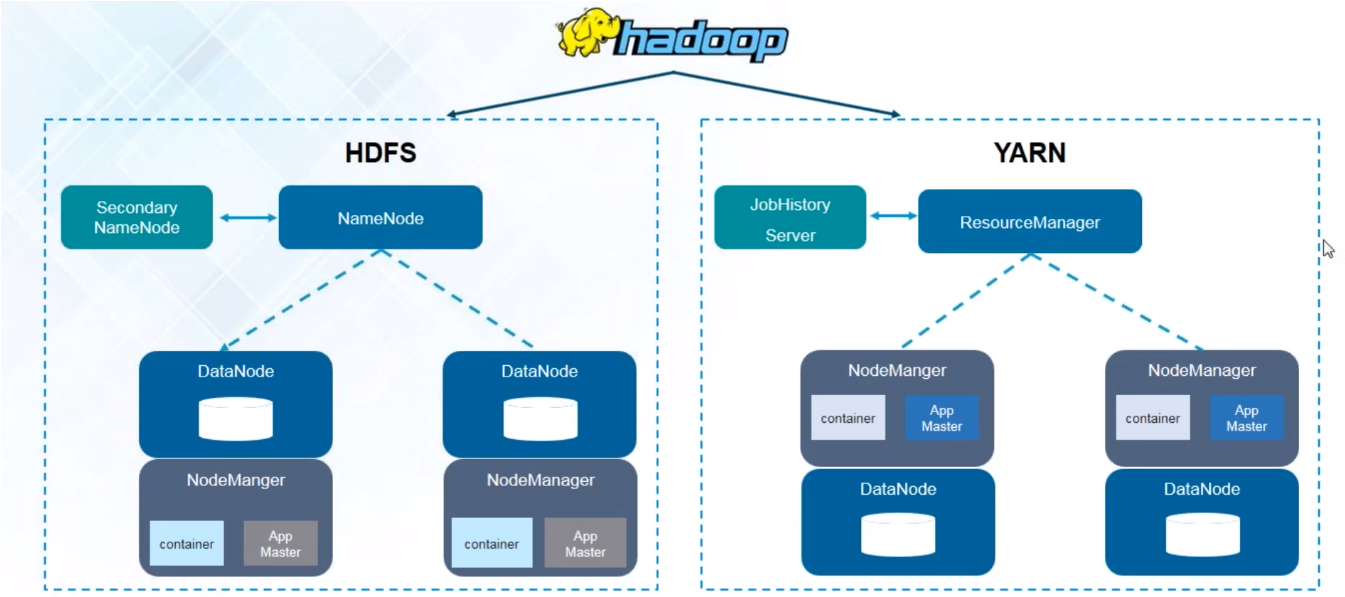 hadoop
HDFS
Secondary
NameNode
NameNode
DataNode
DataNode
NodeManger
container
App
Master
NodeManager
container
App
Master
YARN
JobHistory
Server
ResourceManager
NodeManger
container
App
Master
NodeManager
container
App
Master
DataNode
DataNode